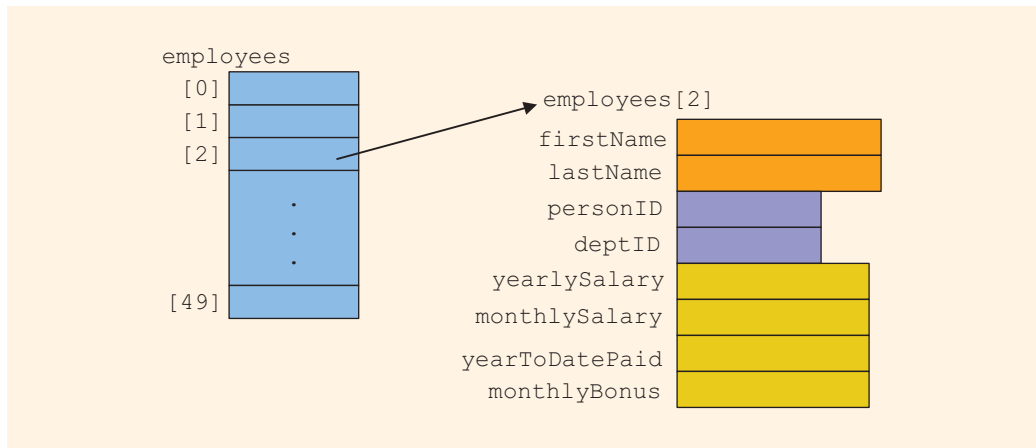 employees
[0]
[1]
[2]
.
.
.
[49]
employees[2]
firstName
lastName
personID
deptID
yearlySalary
monthlySalary
yearToDatePaid
monthlyBonus